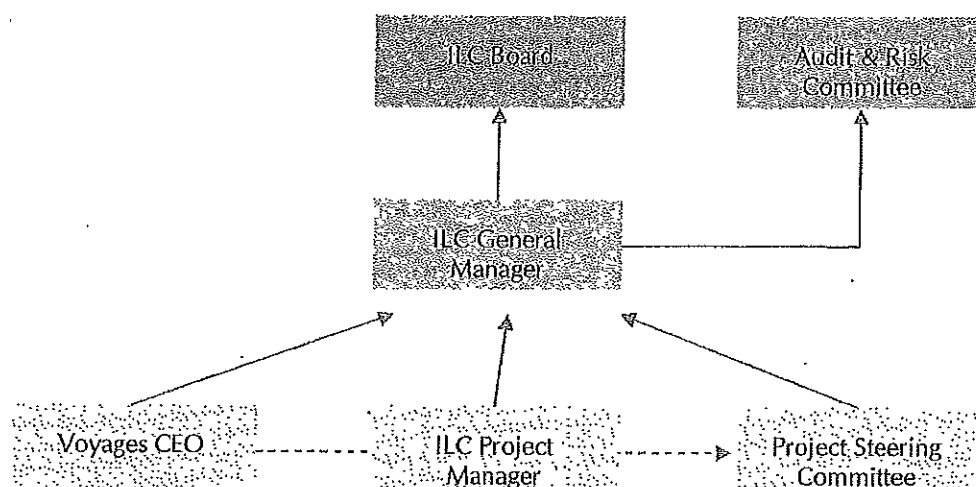 ILC Board
Audit & Risk
Committee
ILC General
Manager
Voyages CEO
ILC Project
Manager
Project Steering
Committee